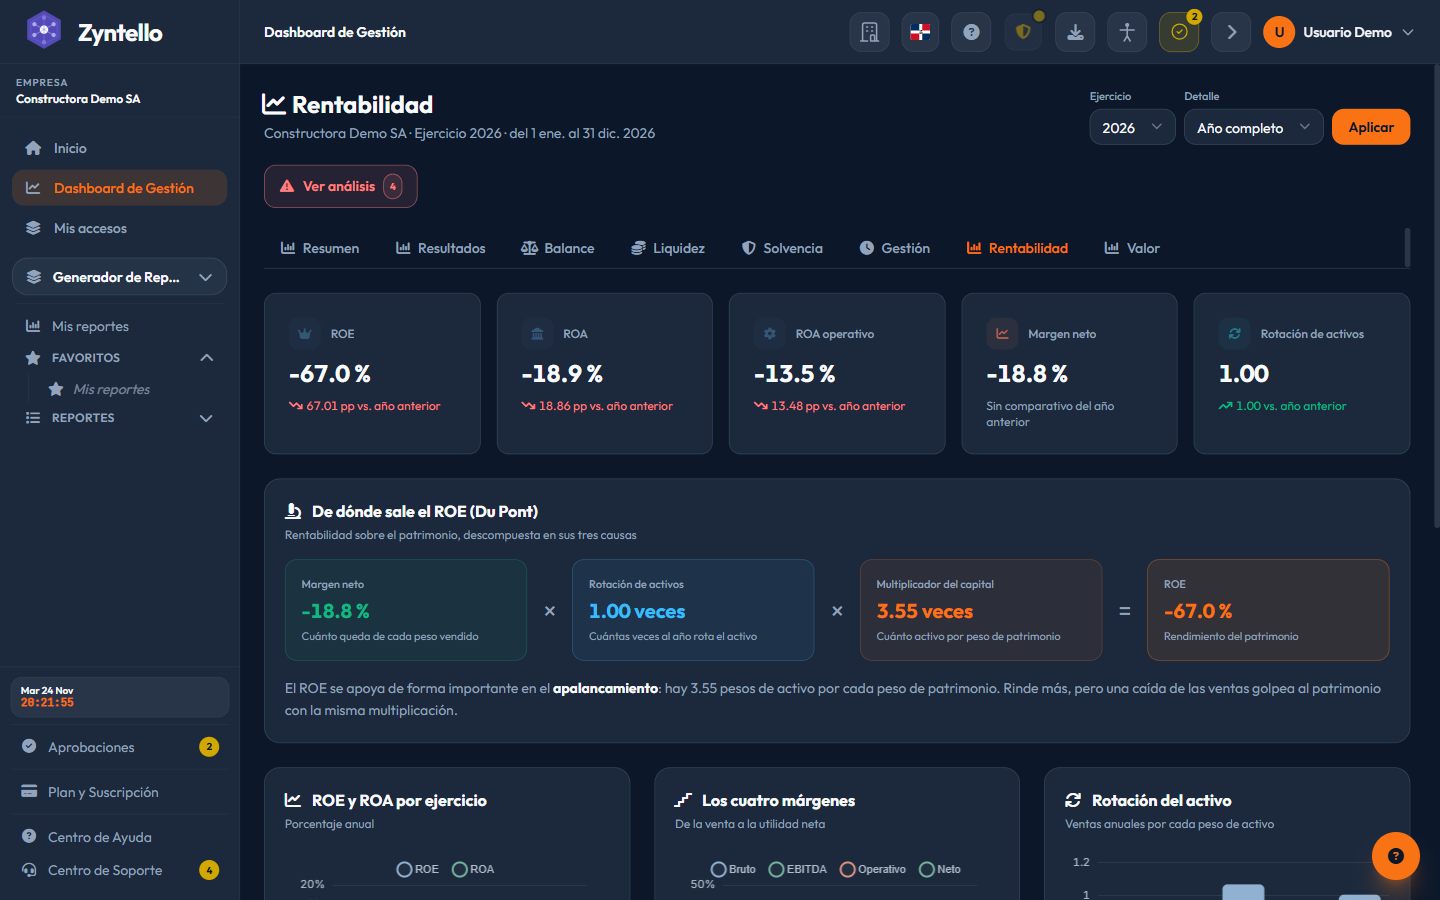 Zyntello
Dashboard de Gestión
2
U
Usuario Demo
EMPRESA
Constructora Demo SA
Inicio
Dashboard de Gestión
Mis accesos
Generador de Rep...
Mis reportes
FAVORITOS
Mis reportes
REPORTES
Mar 24 Nov
20:21:55
Aprobaciones
2
Plan y Suscripción
Centro de Ayuda
Centro de Soporte
4
Rentabilidad
Constructora Demo SA · Ejercicio 2026 · del 1 ene. al 31 dic. 2026
Ejercicio
Detalle
2026
Año completo
Aplicar
Ver análisis
4
Resumen
Resultados
Balance
Liquidez
Solvencia
Gestión
Rentabilidad
Valor
ROE
-67.0 %
67.01 pp vs. año anterior
ROA
-18.9 %
18.86 pp vs. año anterior
ROA operativo
-13.5 %
13.48 pp vs. año anterior
Margen neto
-18.8 %
Sin comparativo del año
anterior
Rotación de activos
1.00
1.00 vs. año anterior
De dónde sale el ROE (Du Pont)
Rentabilidad sobre el patrimonio, descompuesta en sus tres causas
Margen neto
-18.8 %
Cuánto queda de cada peso vendido
×
Rotación de activos
1.00 veces
Cuántas veces al año rota el activo
×
Multiplicador del capital
3.55 veces
Cuánto activo por peso de patrimonio
=
ROE
-67.0 %
Rendimiento del patrimonio
El ROE se apoya de forma importante en el apalancamiento: hay 3.55 pesos de activo por cada peso de patrimonio. Rinde más, pero una caída de las ventas golpea al patrimonio
con la misma multiplicación.
ROE y ROA por ejercicio
Porcentaje anual
ROE
ROA
20%
Los cuatro márgenes
De la venta a la utilidad neta
Bruto
EBITDA
Operativo
Neto
50%
Rotación del activo
Ventas anuales por cada peso de activo
1.2
1